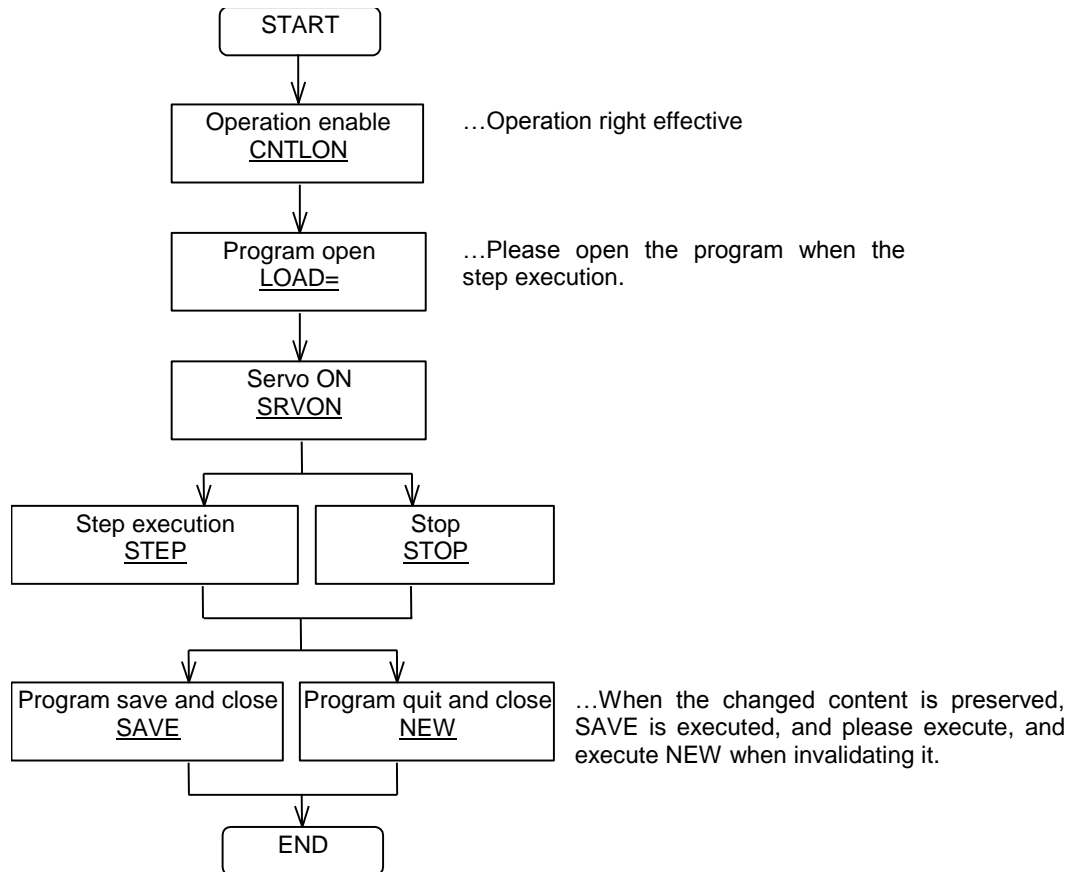 START
Operation enable
CNTLON
…Operation right effective
Program open
LOAD=
…Please open the program when the
step execution.
Servo ON
SRVON
Step execution
STEP
Stop
STOP
Program save and close
SAVE
Program quit and close
NEW
…When the changed content is preserved,
SAVE is executed, and please execute, and
execute NEW when invalidating it.
END